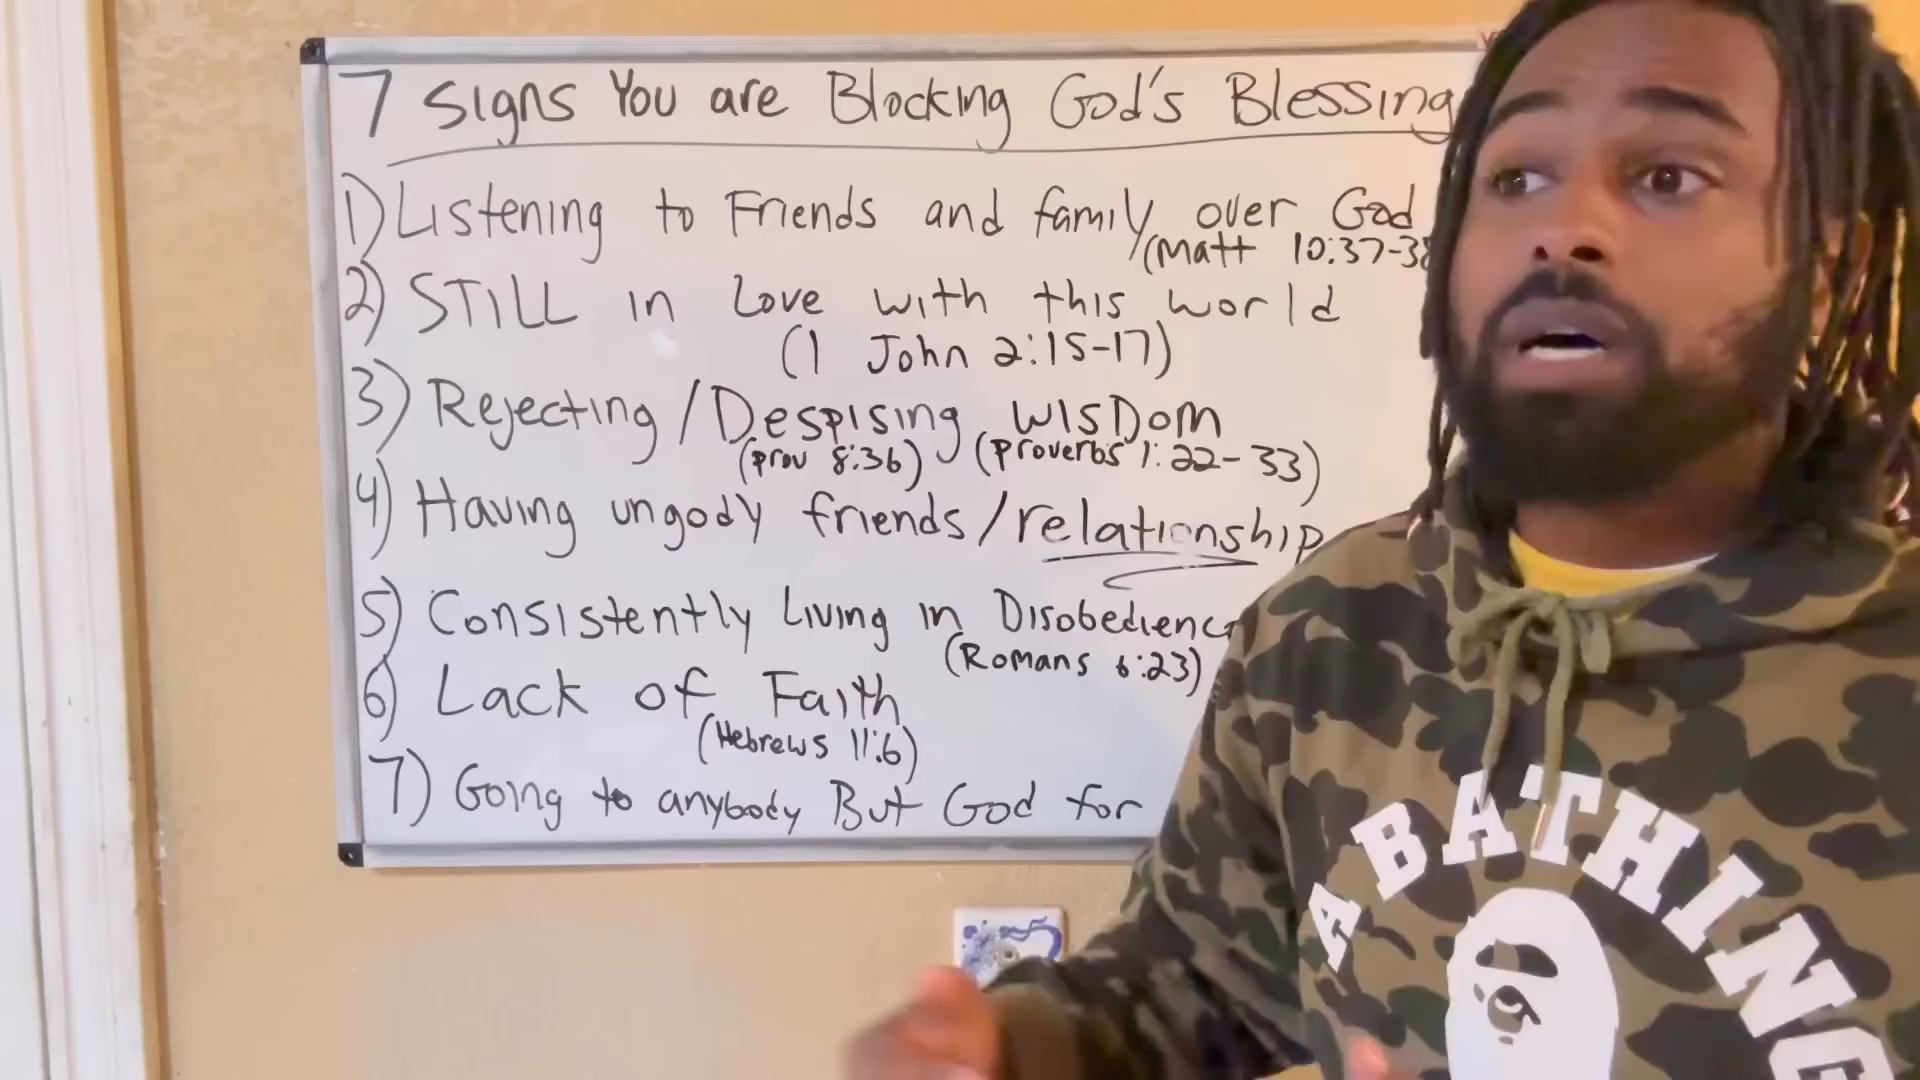 7 Signs You are Blocking God's Blessing
1) Listening to Friends and family over God
(Matt 10:37-38
2) STILL in Love with this world
(1 John 2:15-17)
3) Rejecting / Despising WISDOM
(prov 8:36) (proverbs 1:22-33)
4) Having ungody friends/relationship
5) Consistently Living in Disobedienc
(Romans 6:23)
6) Lack of Faith
(Hebrews 11:6)
7) Going to anybody But God for
A BATHING